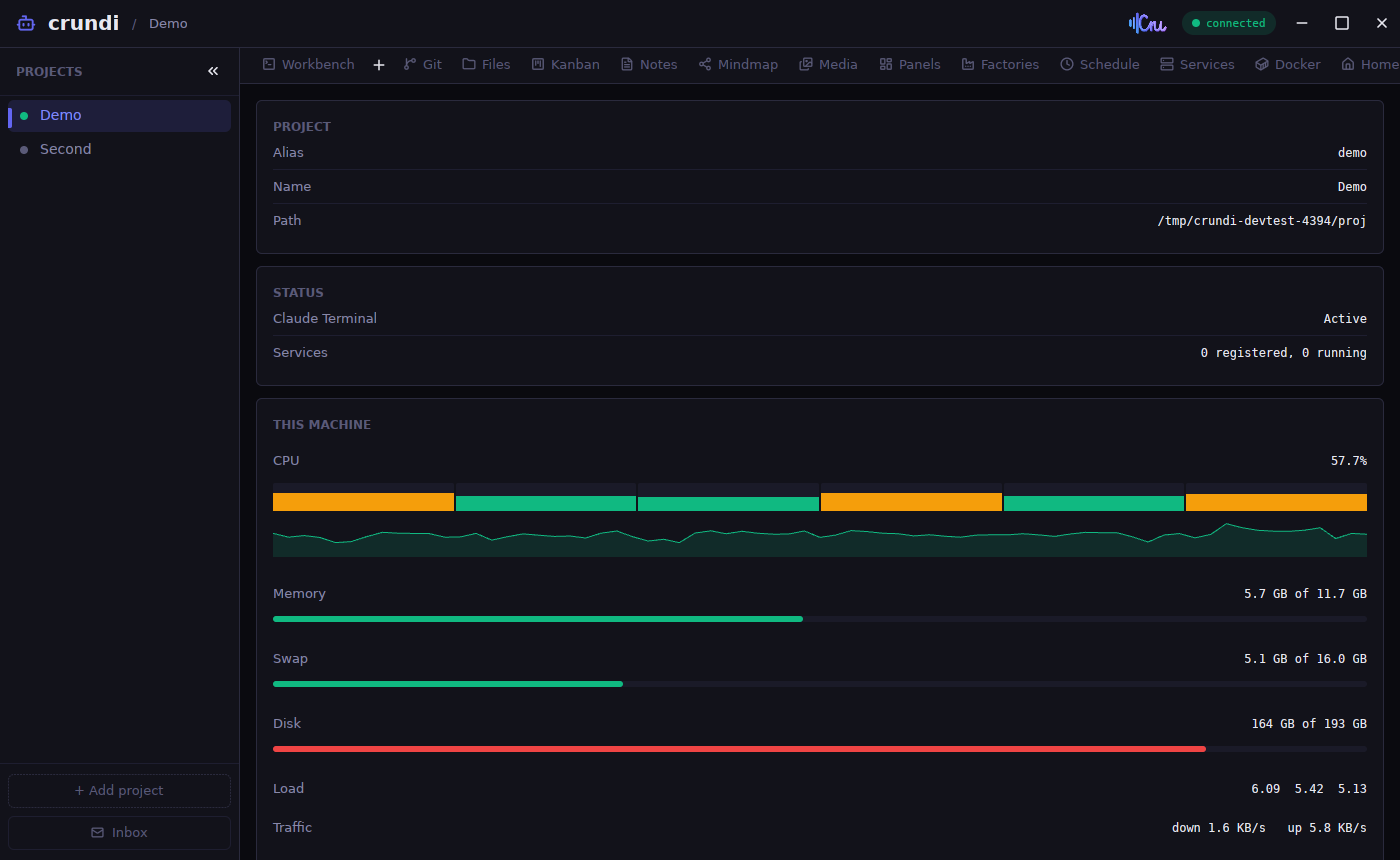 crundi / Demo
Cru
connected
PROJECTS
Demo
Second
+ Add project
Inbox
Workbench + Git Files Kanban Notes Mindmap Media Panels Factories Schedule Services Docker Home
PROJECT
Alias demo
Name Demo
Path /tmp/crundi-devtest-4394/proj
STATUS
Claude Terminal Active
Services 0 registered, 0 running
THIS MACHINE
CPU 57.7%
Memory 5.7 GB of 11.7 GB
Swap 5.1 GB of 16.0 GB
Disk 164 GB of 193 GB
Load 6.09 5.42 5.13
Traffic down 1.6 KB/s up 5.8 KB/s